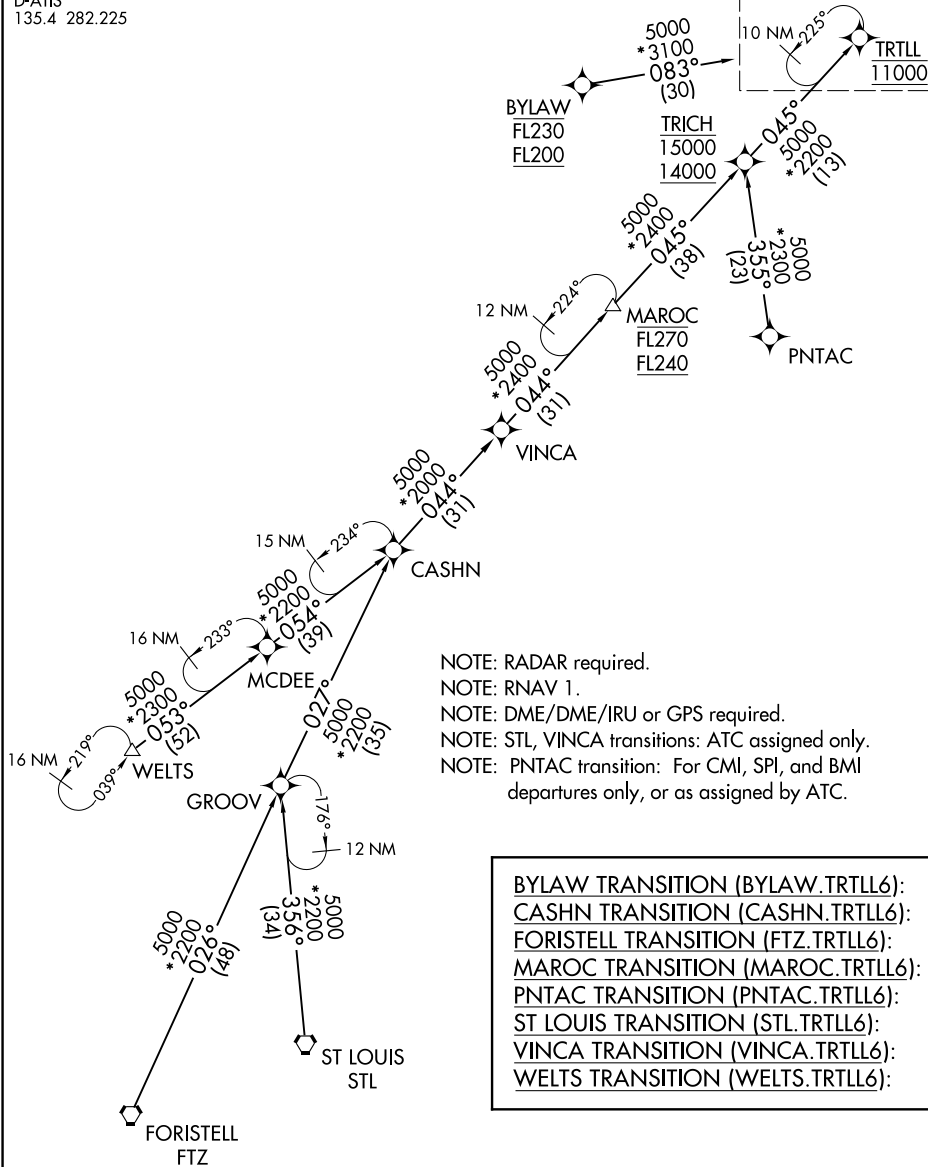 D-ATIS
135.4 282.225
10 NM
225°
TRTLL
11000
5000
*3100
083°
(30)
BYLAW
FL230
FL200
TRICH
15000
14000
045°
5000
*2200
(13)
5000
*2400
045°
(38)
5000
*2300
355°
(23)
PNTAC
12 NM
224°
MAROC
FL270
FL240
5000
*2400
044°
(31)
VINCA
5000
*2000
044°
(31)
15 NM
234°
CASHN
5000
*2200
054°
(39)
16 NM
233°
MCDEE
5000
*2300
053°
(52)
16 NM
219°
039°
WELTS
027°
5000
*2200
(35)
GROOV
176°
12 NM
5000
*2200
356°
(34)
5000
*2200
026°
(48)
ST LOUIS
STL
FORISTELL
FTZ
NOTE: RADAR required.
NOTE: RNAV 1.
NOTE: DME/DME/IRU or GPS required.
NOTE: STL, VINCA transitions: ATC assigned only.
NOTE: PNTAC transition: For CMI, SPI, and BMI
departures only, or as assigned by ATC.
BYLAW TRANSITION (BYLAW.TRTLL6):
CASHN TRANSITION (CASHN.TRTLL6):
FORISTELL TRANSITION (FTZ.TRTLL6):
MAROC TRANSITION (MAROC.TRTLL6):
PNTAC TRANSITION (PNTAC.TRTLL6):
ST LOUIS TRANSITION (STL.TRTLL6):
VINCA TRANSITION (VINCA.TRTLL6):
WELTS TRANSITION (WELTS.TRTLL6):